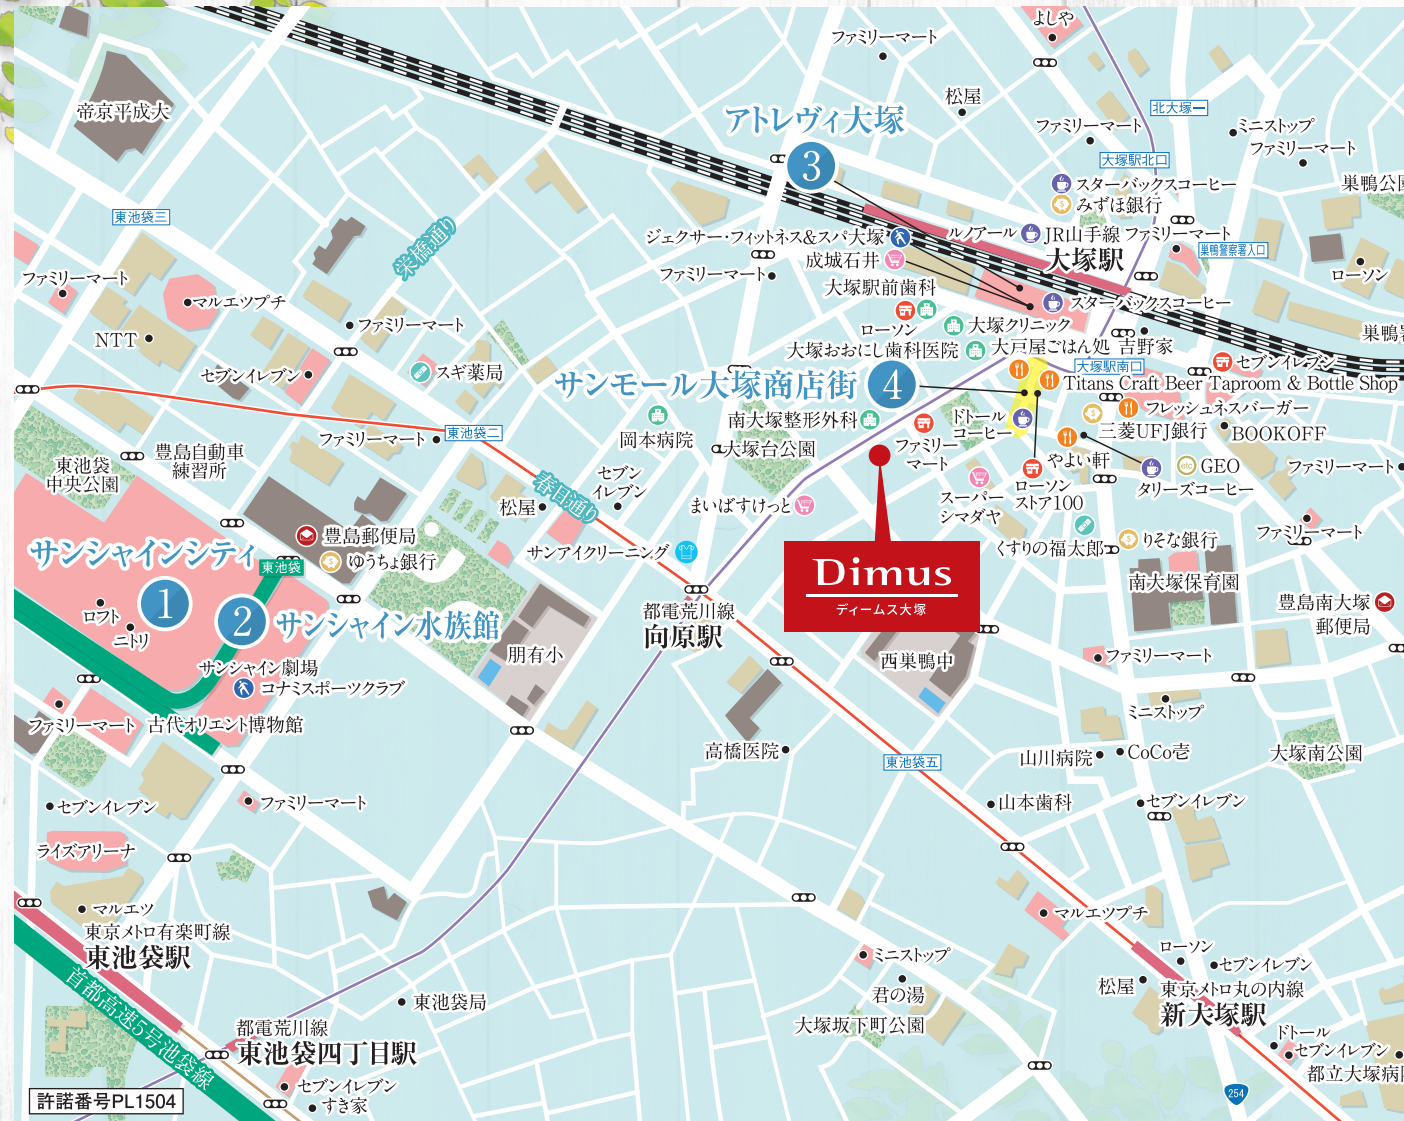 よしや
ファミリーマート
松屋
帝京平成大
アトレヴィ大塚
北大塚一
ミニストップ
ファミリーマート
ファミリーマート
大塚駅北口
3
スターバックスコーヒー
みずほ銀行
巣鴨公
東池袋三
栄橋通り
ジェクサー・フィットネス&スパ大塚
ルノアール
JR山手線
大塚駅
ファミリーマート
巣鴨警察署入口
成城石井
ファミリーマート
ローソン
大塚駅前歯科
ローソン
スターバックスコーヒー
ファミリーマート
マルエツプチ
NTT
ファミリーマート
大塚クリニック
大塚おおにし歯科医院
大戸屋ごはん処
吉野家
巣鴨
セブンイレブン
スギ薬局
サンモール大塚商店街
4
大塚駅南口
セブンイレブン
Titans Craft Beer Taproom & Bottle Shop
岡本病院
南大塚整形外科
ドトール
コーヒー
フレッシュネスバーガー
三菱UFJ銀行
BOOKOFF
ファミリーマート
東池袋二
豊島自動車
練習所
東池袋
中央公園
大塚台公園
ファミリー
マート
やよい軒
GEO
タリーズコーヒー
ファミリーマート
セブン
イレブン
春日通り
松屋
まいばすけっと
スーパー
シマダヤ
ローソン
ストア100
くすりの福太郎
りそな銀行
ファミリーマート
サンシャインシティ
豊島郵便局
ゆうちょ銀行
東池袋
サンアイクリーニング
Dimus
ディームス大塚
南大塚保育園
豊島南大塚
郵便局
1
ロフト
ニトリ
2
サンシャイン水族館
都電荒川線
向原駅
サンシャイン劇場
コナミスポーツクラブ
朋有小
西巣鴨中
ファミリーマート
ファミリーマート
古代オリエント博物館
ミニストップ
高橋医院
東池袋五
山川病院
CoCo壱
大塚南公園
セブンイレブン
ファミリーマート
山本歯科
セブンイレブン
ライズアリーナ
マルエツ
東京メトロ有楽町線
東池袋駅
マルエツプチ
ミニストップ
君の湯
大塚坂下町公園
ローソン
セブンイレブン
松屋
東京メトロ丸の内線
新大塚駅
首都高速5号池袋線
東池袋局
都電荒川線
東池袋四丁目駅
ドトール
セブンイレブン
都立大塚病
セブンイレブン
すき家
254
許諾番号PL1504